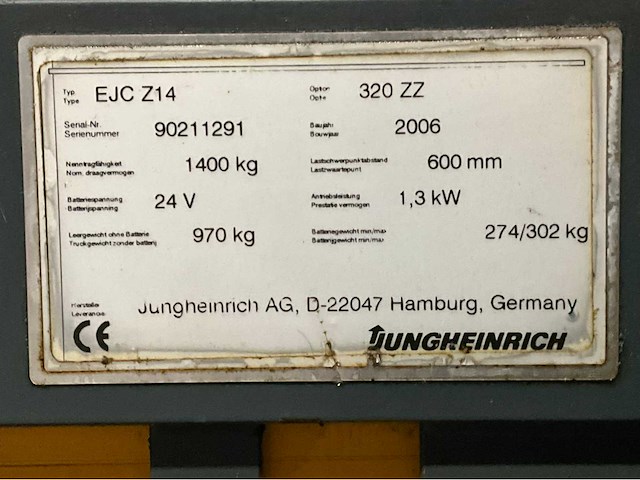 Typ EJC Z14 Option 320 ZZ
Type Optie
Serial-Nr. 90211291 Baujahr 2006
Serienummer Bouwjaar
Nenntragfähigkeit 1400 kg Lastschwerpunktabstand 600 mm
Nom. draagvermogen Lastzwaartepunt
Batteriespannung 24 V Antriebsleistung 1,3 kW
Batterijspanning Prestatie vermogen
Leergewicht ohne Batterie 970 kg Batteriegewicht min/max 274/302 kg
Truckgewicht zonder batterij Batterijgewicht min/max
Hersteller Jungheinrich AG, D-22047 Hamburg, Germany
Leverancier
CE JUNGHEINRICH